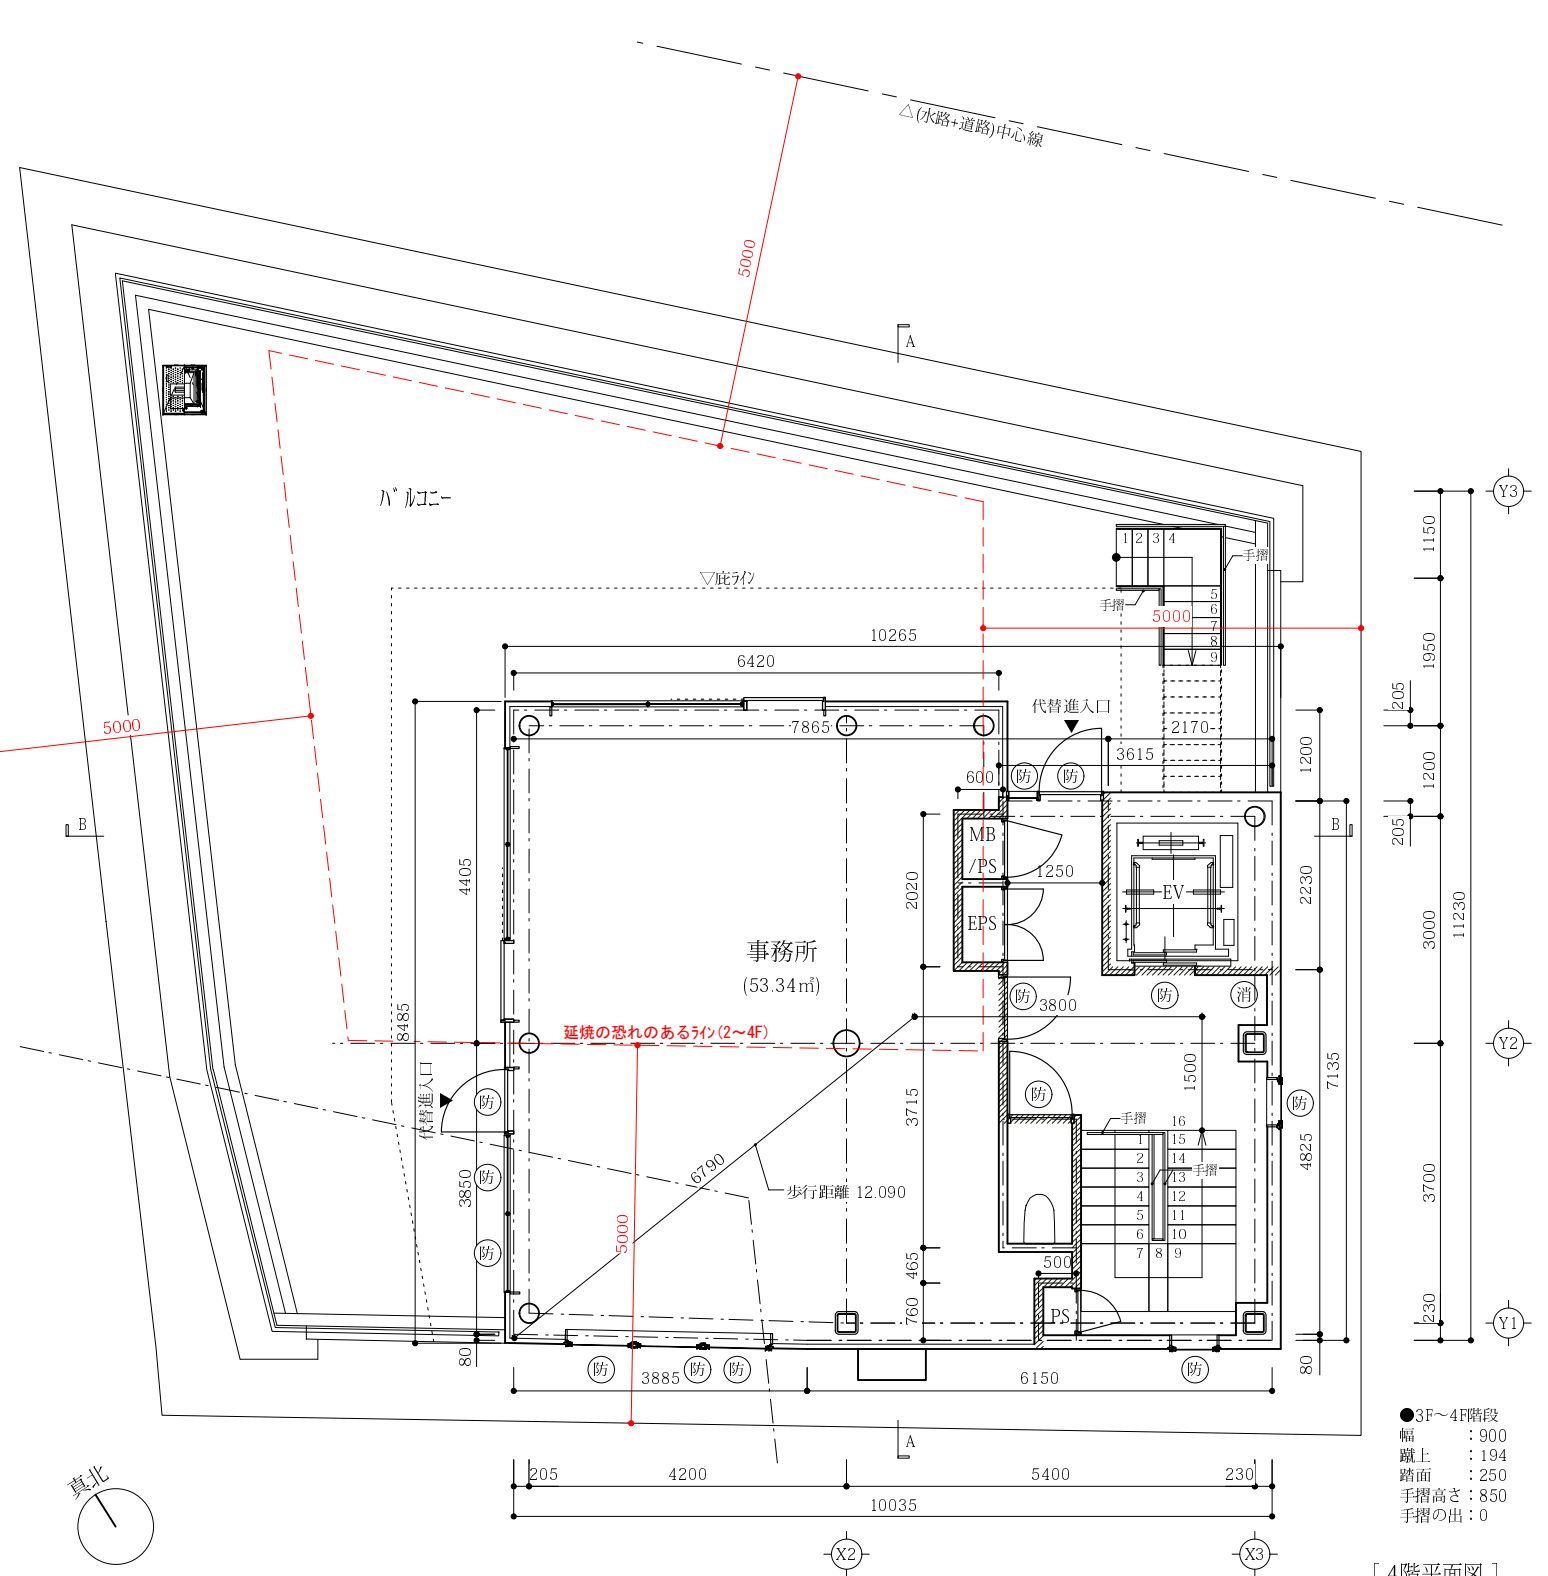 △(水路+道路)中心線
5000
A
Y3
バルコニー
1 2 3 4
手摺
5
6
7
8
9
手摺
1150
▽庇ライン
5000
10265
6420
1950
205
代替進入口
5000
7865
2170
3615
1200
1200
600
防
防
B
MB
/PS
B
205
4405
2020
1250
EV
2230
EPS
3000
11230
事務所
(53.34㎡)
防
3800
防
消
8485
延焼の恐れのあるライン(2~4F)
Y2
代替進入口
防
1500
7135
防
防
3715
手摺
16
1
15
2
14
3
13
手摺
4
12
5
11
6
10
7 8 9
4825
3700
3850
防
6790
歩行距離 12.090
5000
防
465
500
760
PS
230
Y1
80
防
防
防
防
80
3885
6150
A
●3F~4F階段
幅 :900
蹴上 :194
踏面 :250
手摺高さ:850
手摺の出:0
真北
205
4200
5400
230
10035
X2
X3
[ 4階平面図 ]